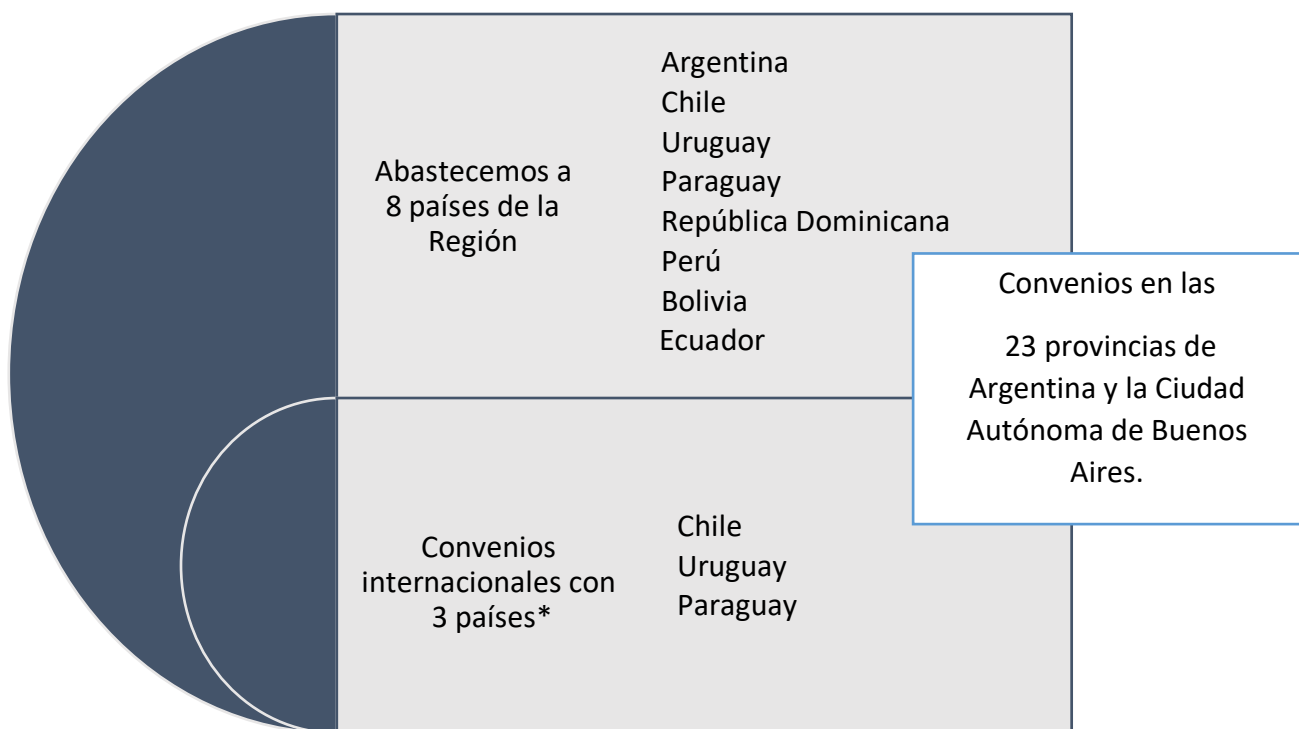 Abastecemos a
8 países de la
Región
Argentina
Chile
Uruguay
Paraguay
República Dominicana
Perú
Bolivia
Ecuador
Convenios en las
23 provincias de
Argentina y la Ciudad
Autónoma de Buenos
Aires.
Convenios
internacionales con
3 países*
Chile
Uruguay
Paraguay